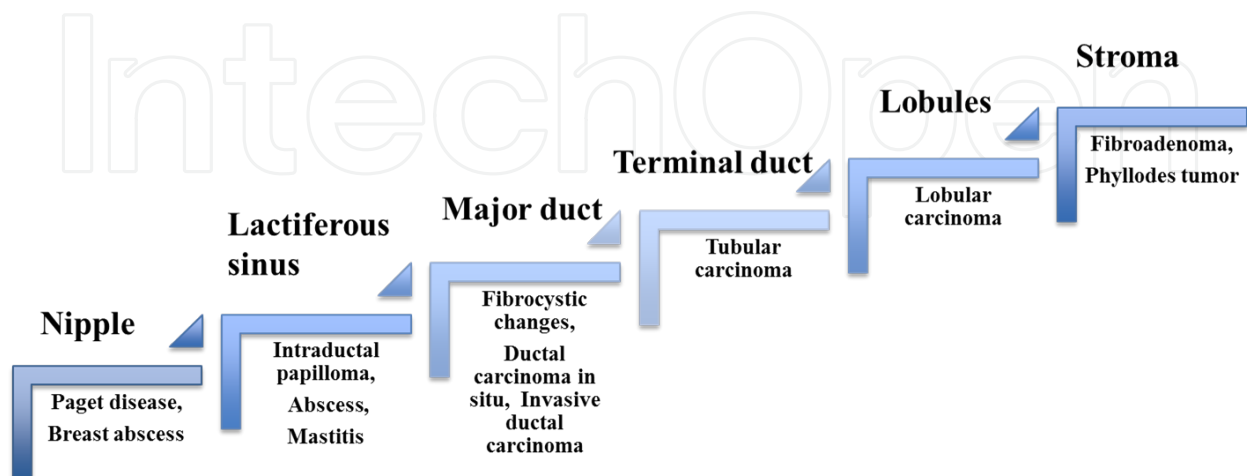 IntechOpen
Nipple
Paget disease,
Breast abscess
Lactiferous
sinus
Intraductal
papilloma,
Abscess,
Mastitis
Major duct
Fibrocystic
changes,
Ductal
carcinoma in
situ, Invasive
ductal
carcinoma
Terminal duct
Tubular
carcinoma
Lobules
Lobular
carcinoma
Stroma
Fibroadenoma,
Phyllodes tumor